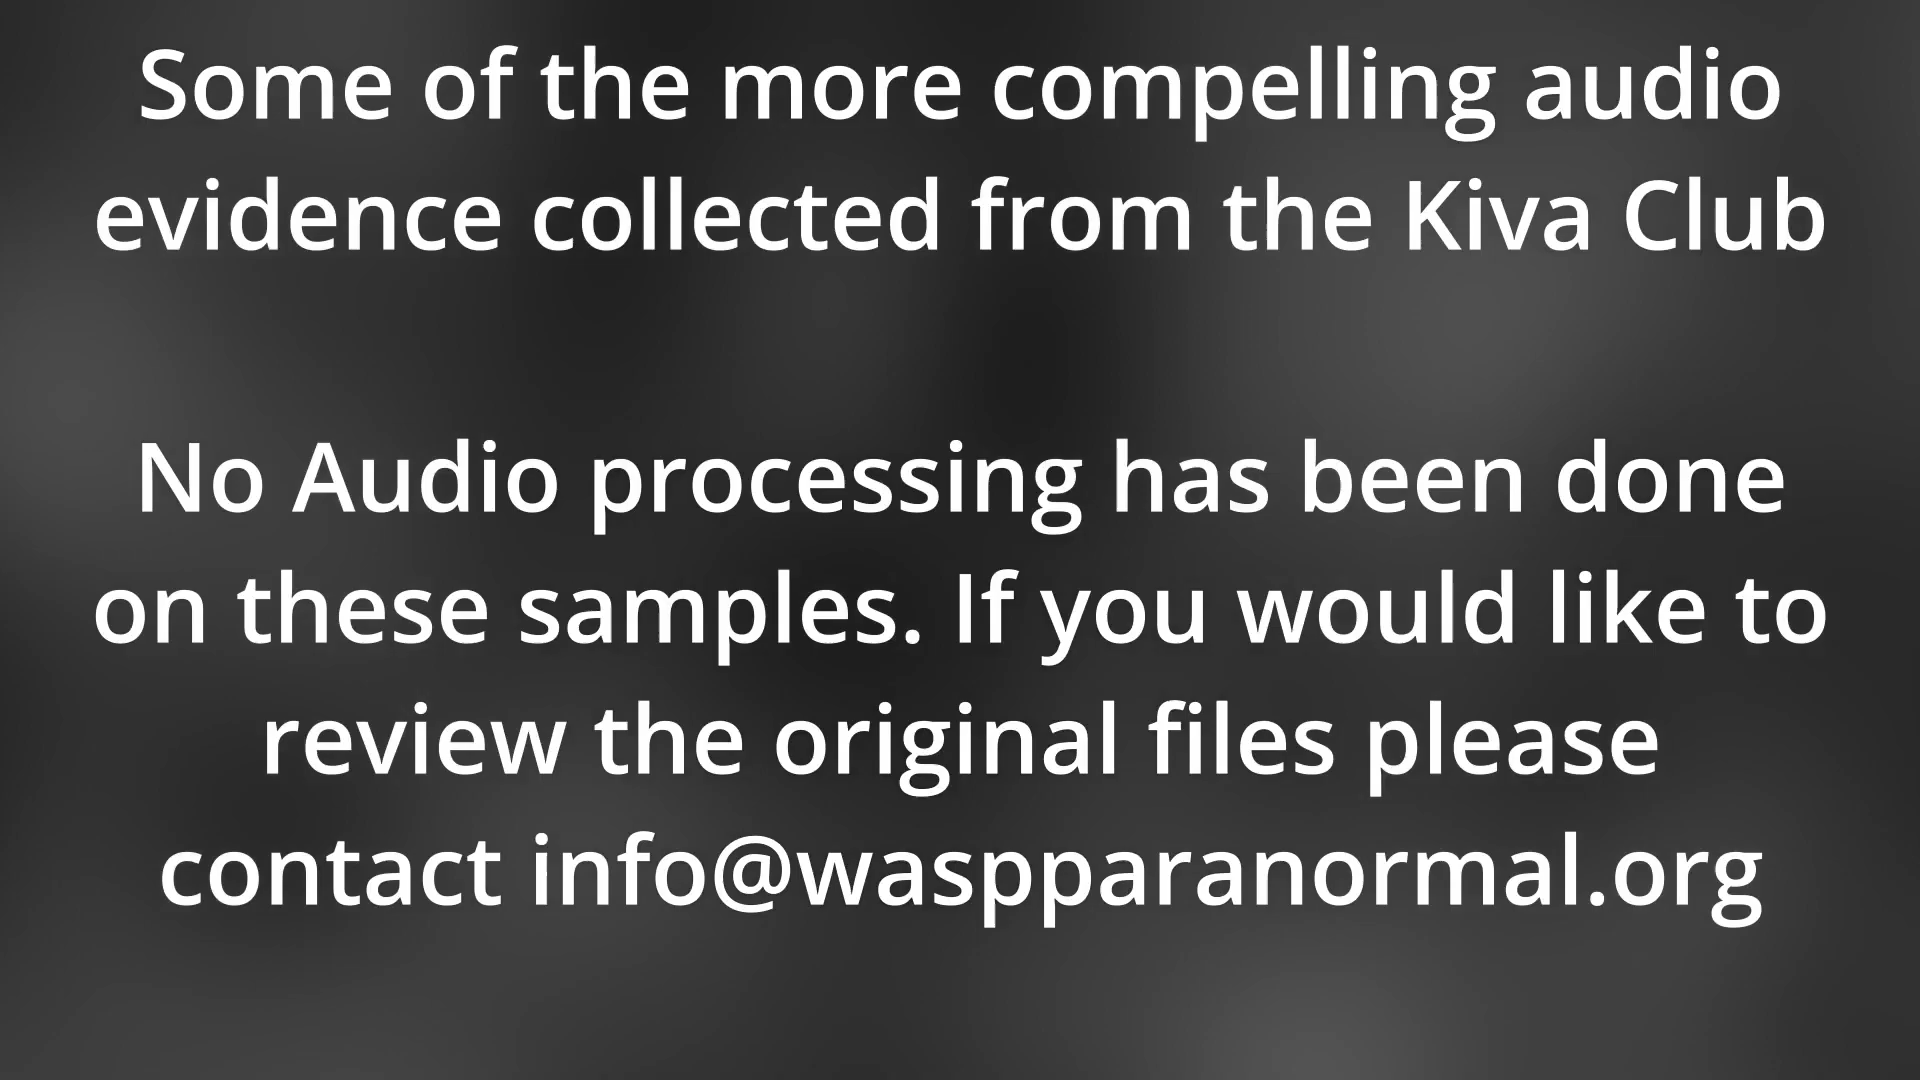 Some of the more compelling audio
evidence collected from the Kiva Club
No Audio processing has been done
on these samples. If you would like to
review the original files please
contact info@waspparanormal.org